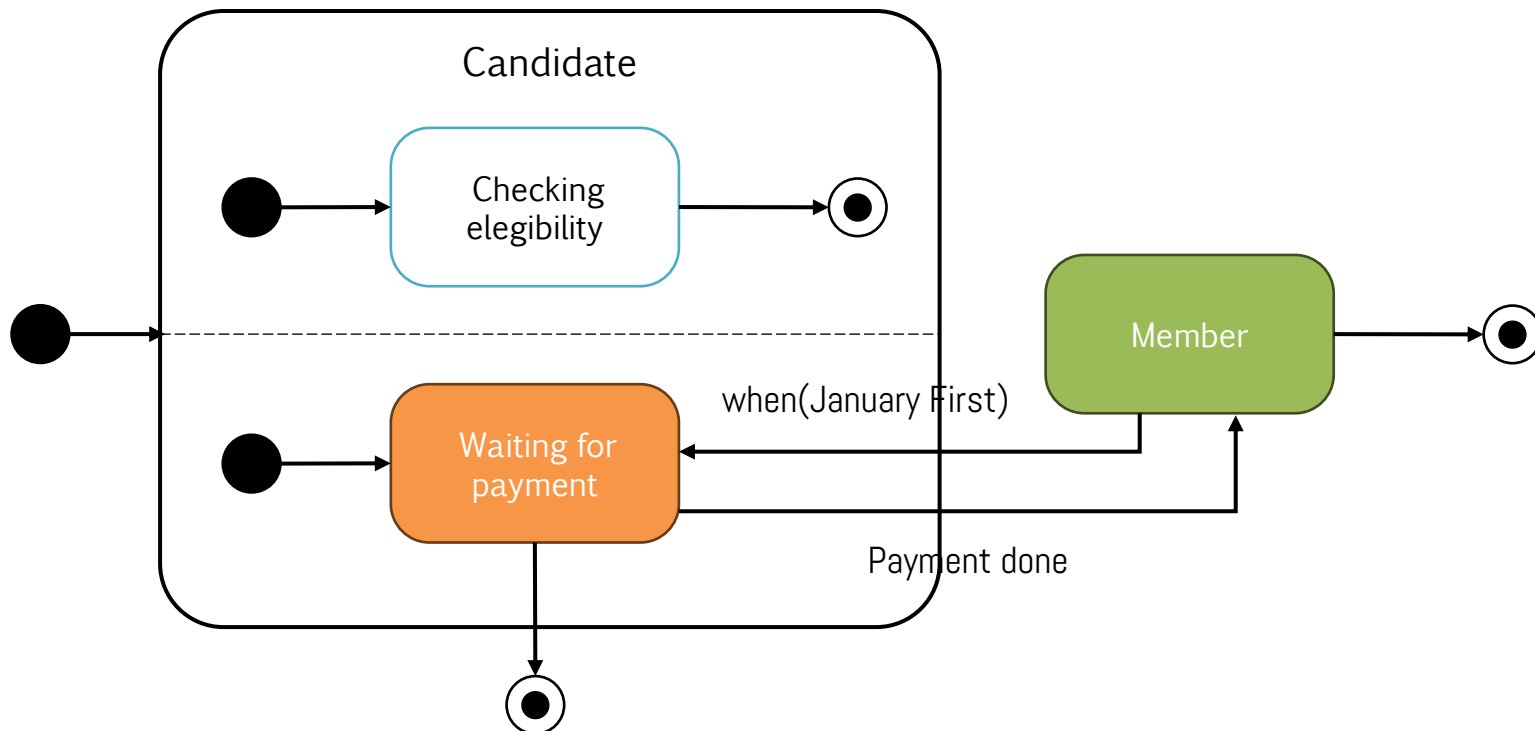 Candidate
Checking
elegibility
Member
when(January First)
Waiting for
payment
Payment done